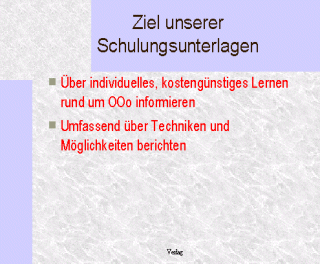 Ziel unserer
Schulungsunterlagen
Über individuelles, kostengünstiges Lernen
rund um OOo informieren
Umfassend über Techniken und
Möglichkeiten berichten
Verlag